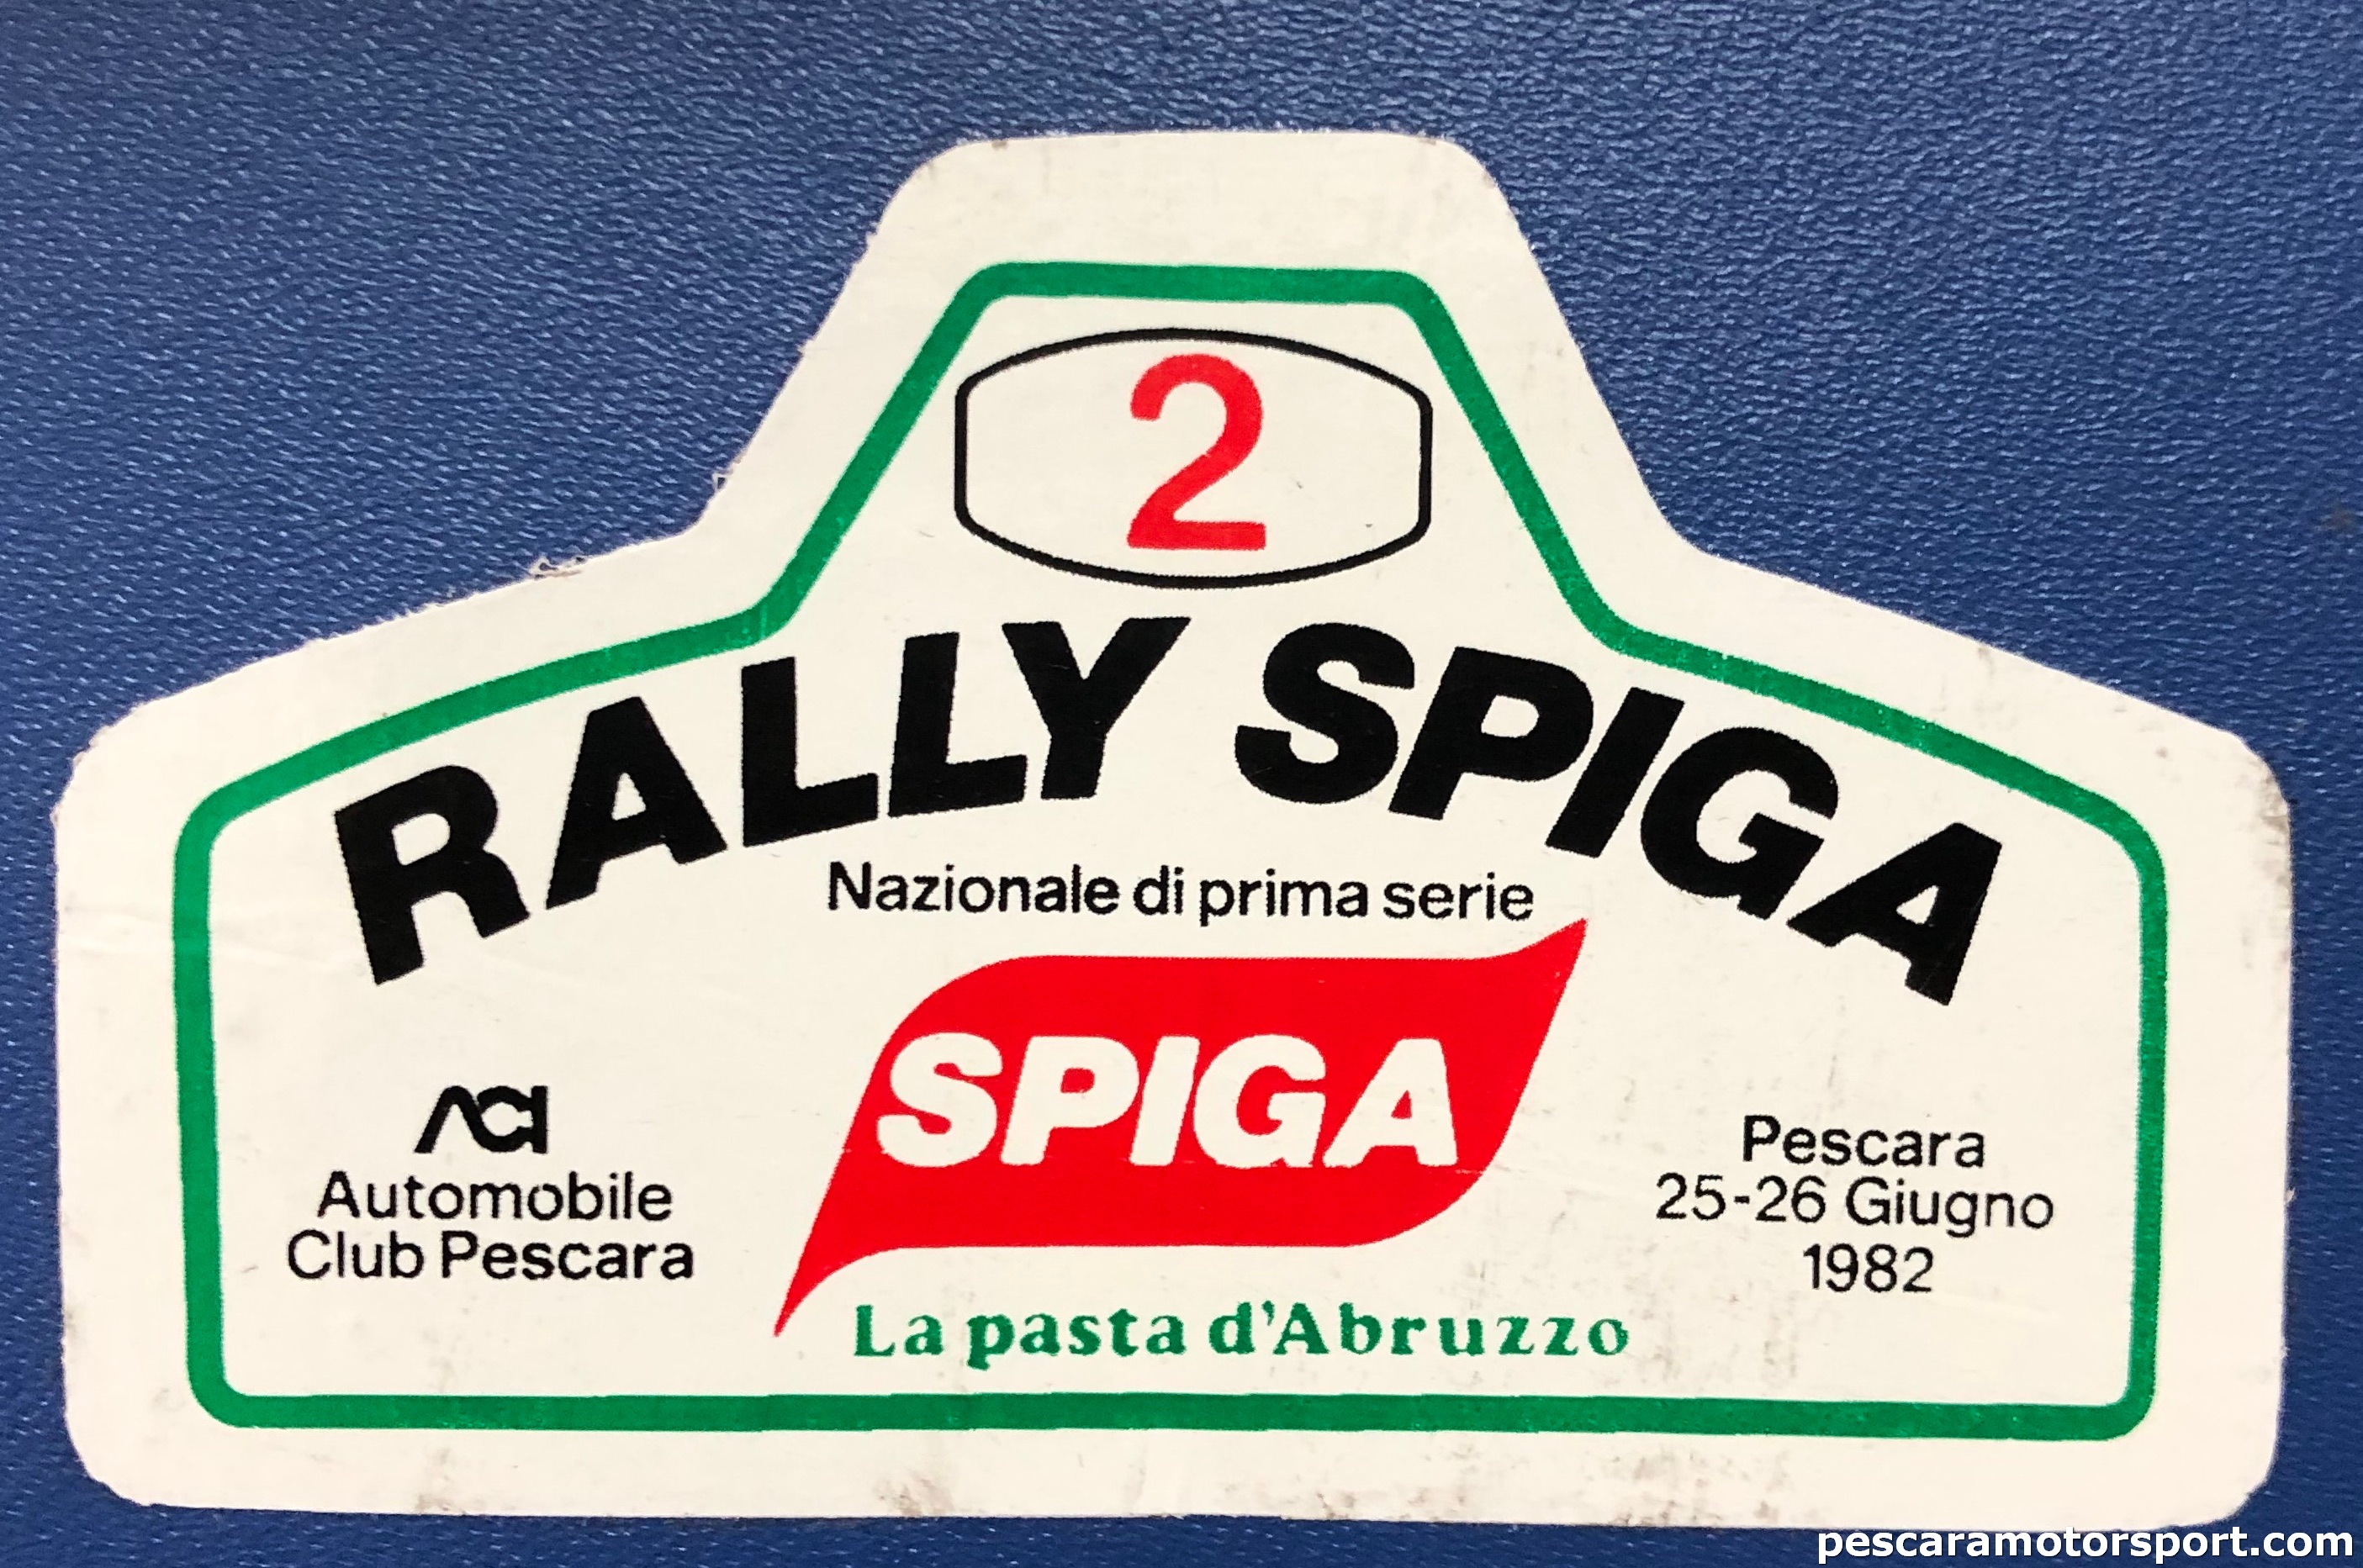 2
RALLY SPIGA
Nazionale di prima serie
SPIGA
La pasta d'Abruzzo
ACI
Automobile
Club Pescara
Pescara
25-26 Giugno
1982
pescaramotorsport.com